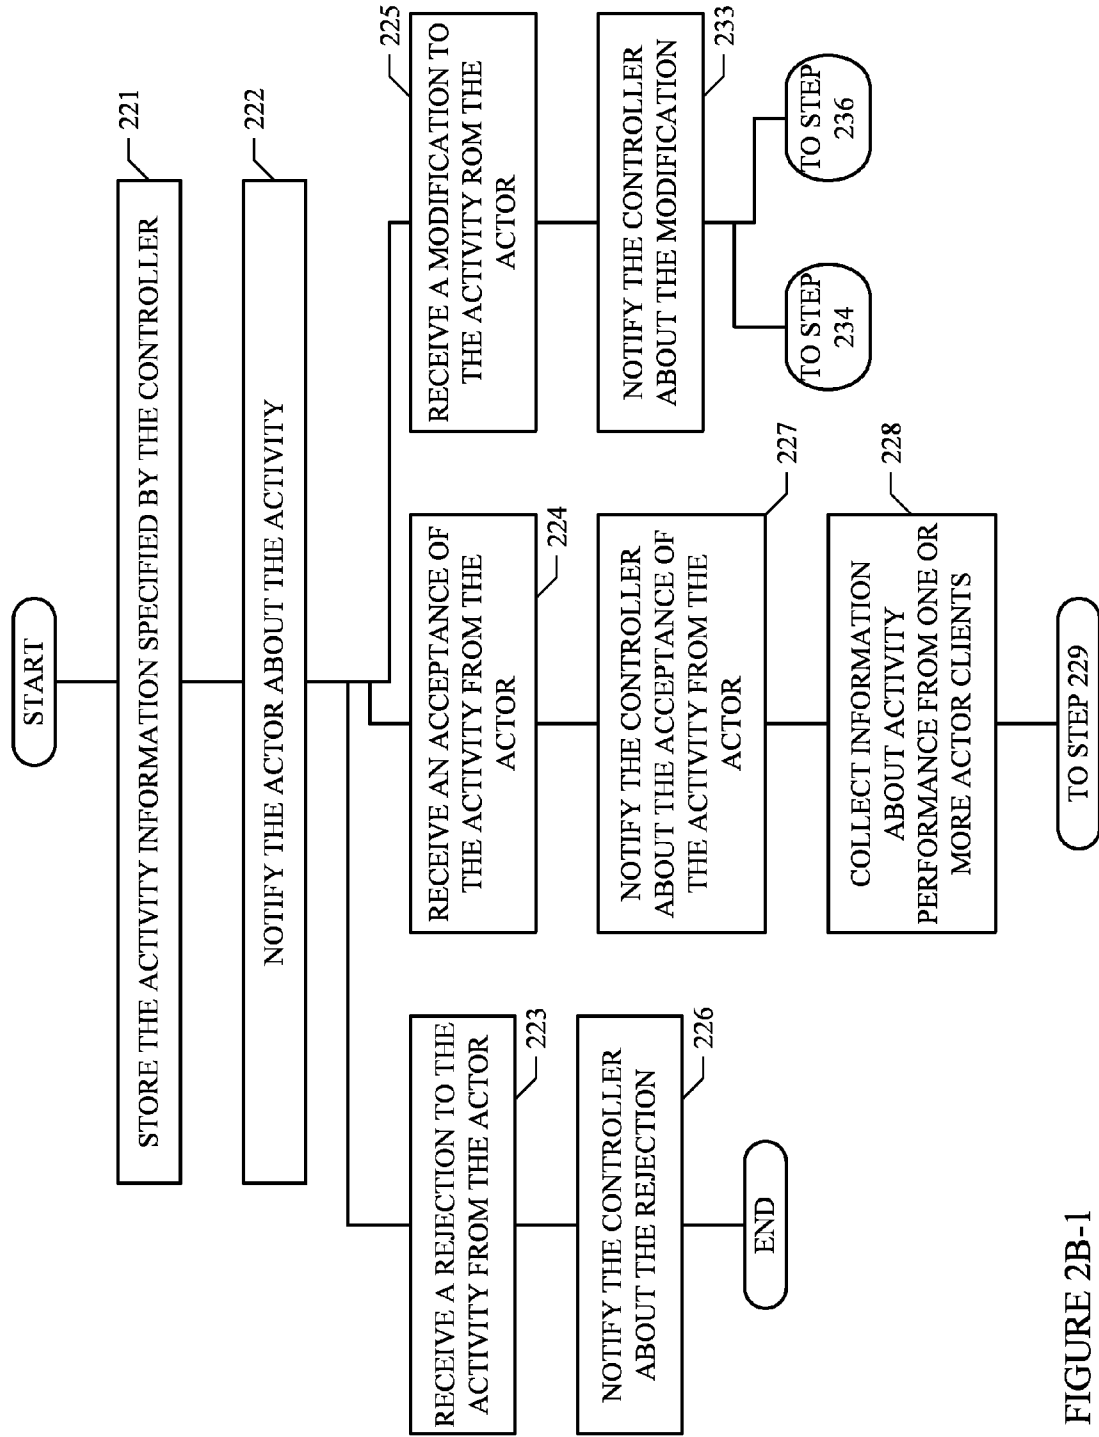 START
221
STORE THE ACTIVITY INFORMATION SPECIFIED BY THE CONTROLLER
222
NOTIFY THE ACTOR ABOUT THE ACTIVITY
RECEIVE A REJECTION TO THE
ACTIVITY FROM THE ACTOR
223
NOTIFY THE CONTROLLER
ABOUT THE REJECTION
226
END
RECEIVE AN ACCEPTANCE OF
THE ACTIVITY FROM THE
ACTOR
224
NOTIFY THE CONTROLLER
ABOUT THE ACCEPTANCE OF
THE ACTIVITY FROM THE
ACTOR
227
COLLECT INFORMATION
ABOUT ACTIVITY
PERFORMANCE FROM ONE OR
MORE ACTOR CLIENTS
228
TO STEP 229
225
RECEIVE A MODIFICATION TO
THE ACTIVITY ROM THE
ACTOR
NOTIFY THE CONTROLLER
ABOUT THE MODIFICATION
233
TO STEP
234
TO STEP
236
FIGURE 2B-1